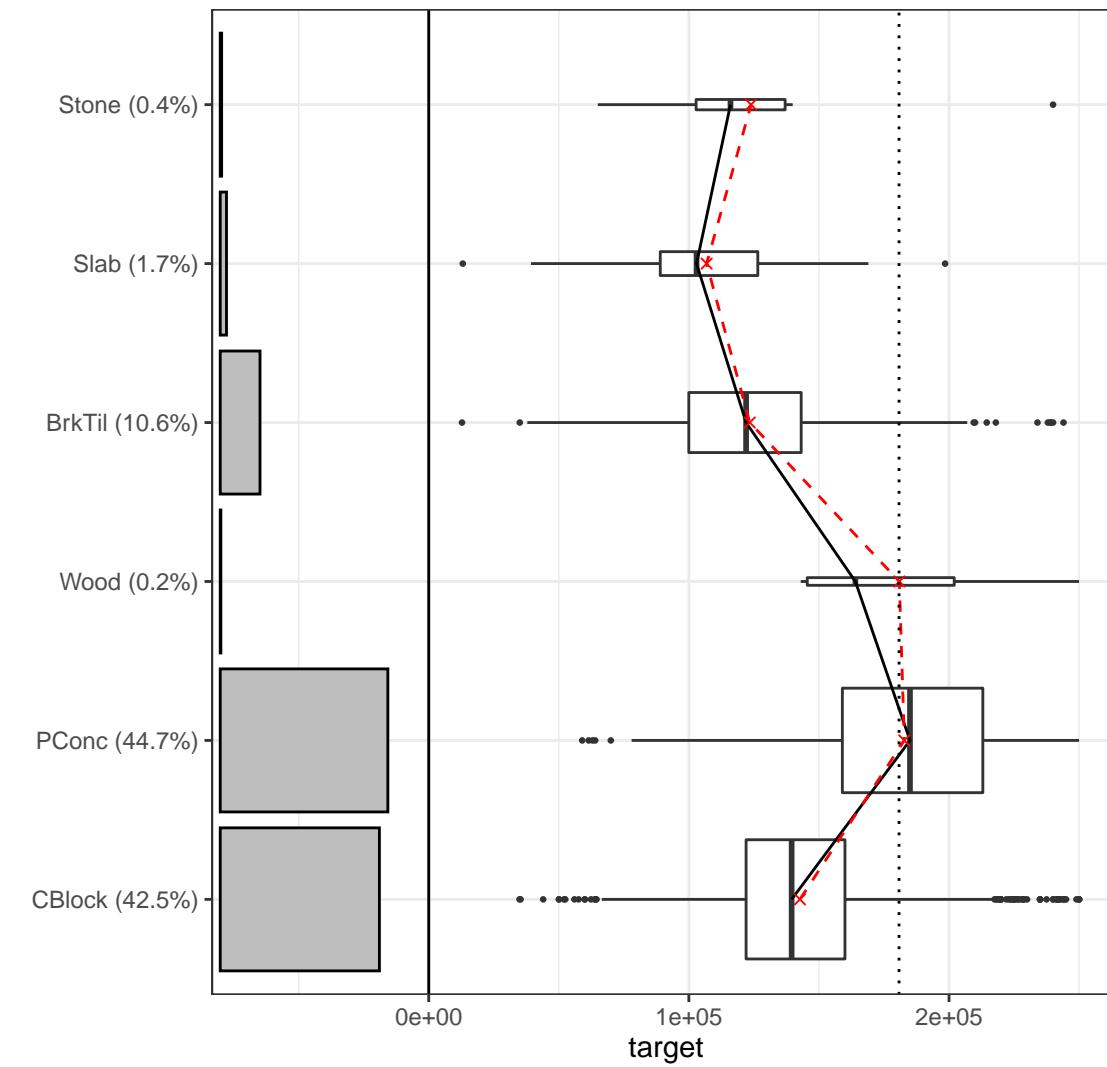 Stone (0.4%)
Slab (1.7%)
BrkTil (10.6%)
Wood (0.2%)
PConc (44.7%)
CBlock (42.5%)
0e+00 1e+05 2e+05
target